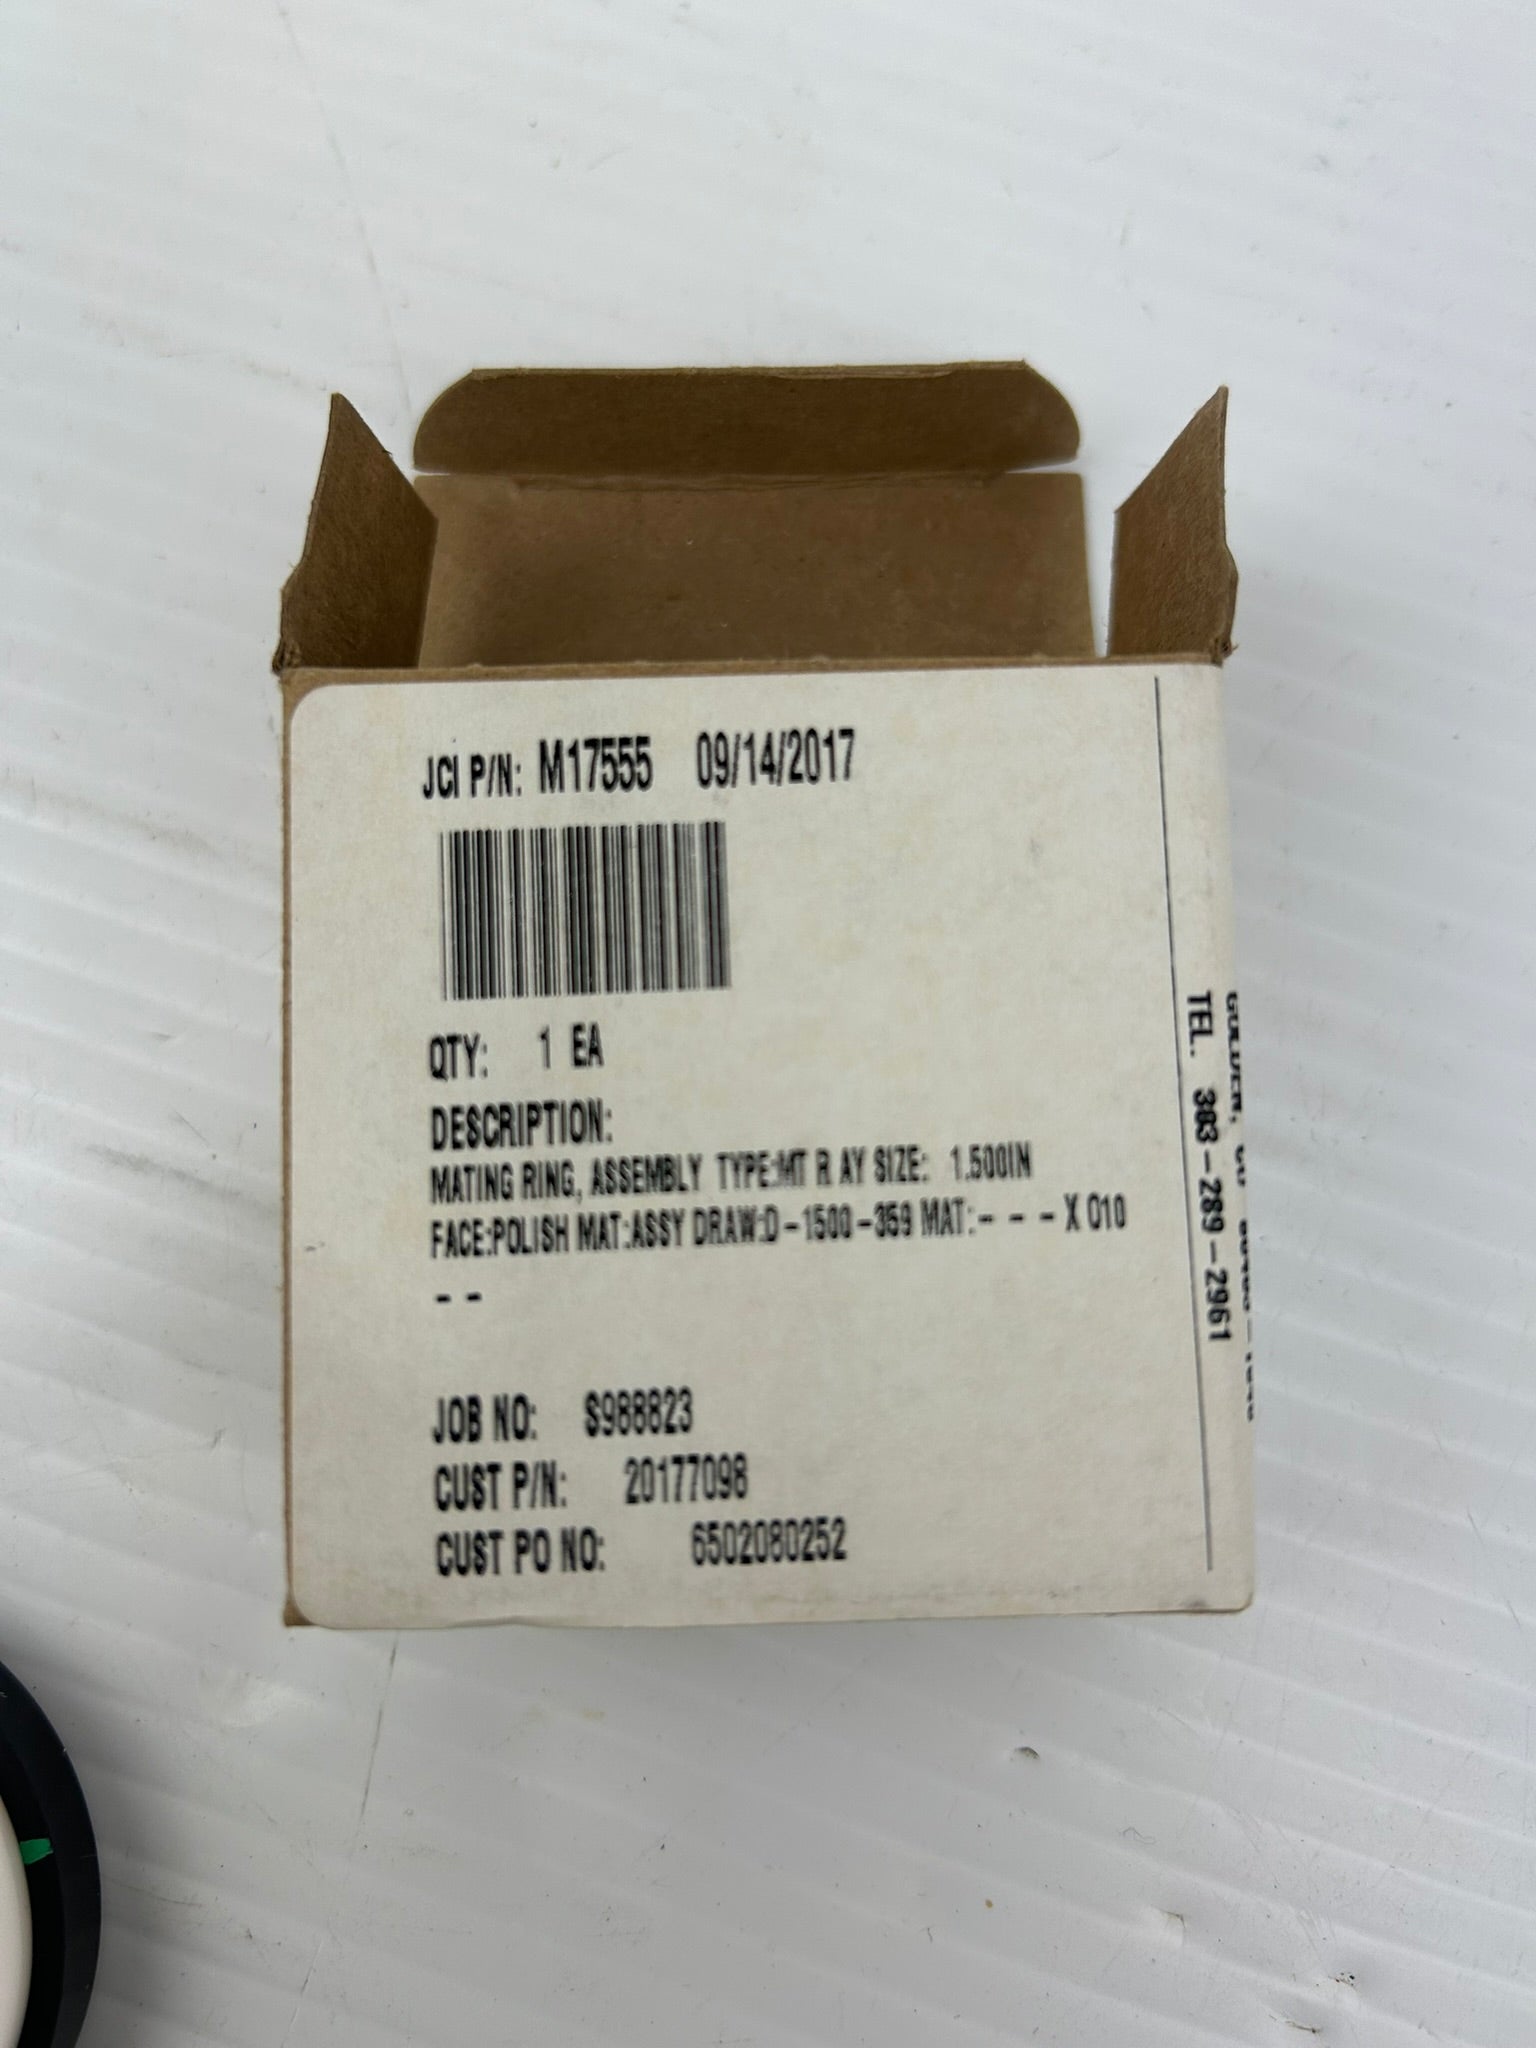 JCI P/N: M17555 09/14/2017
QTY: 1 EA
DESCRIPTION:
MATING RING, ASSEMBLY TYPE:MT R AY SIZE: 1.500IN
FACE:POLISH MAT:ASSY DRAW:D-1500-359 MAT:- - - X 010
- -
JOB NO: S988823
CUST P/N: 20177098
CUST PO NO: 6502080252
TEL. 303-289-2961